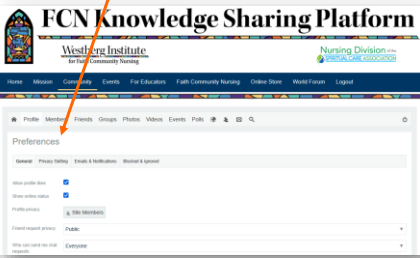 FCN Knowledge Sharing Platform
Westberg Institute
for Faith Community Nursing
Nursing Division of the
SPIRITUAL CARE ASSOCIATION
Home Mission Community Events For Educators Faith Community Nursing Online Store World Forum Logout
Profile Members Friends Groups Photos Videos Events Polls
Preferences
General Privacy Setting Emails & Notifications Blocked & Ignored
Allow profile likes
Show online status
Profile privacy
Site Members
Friend request privacy
Public
Who can send me chat
requests
Everyone